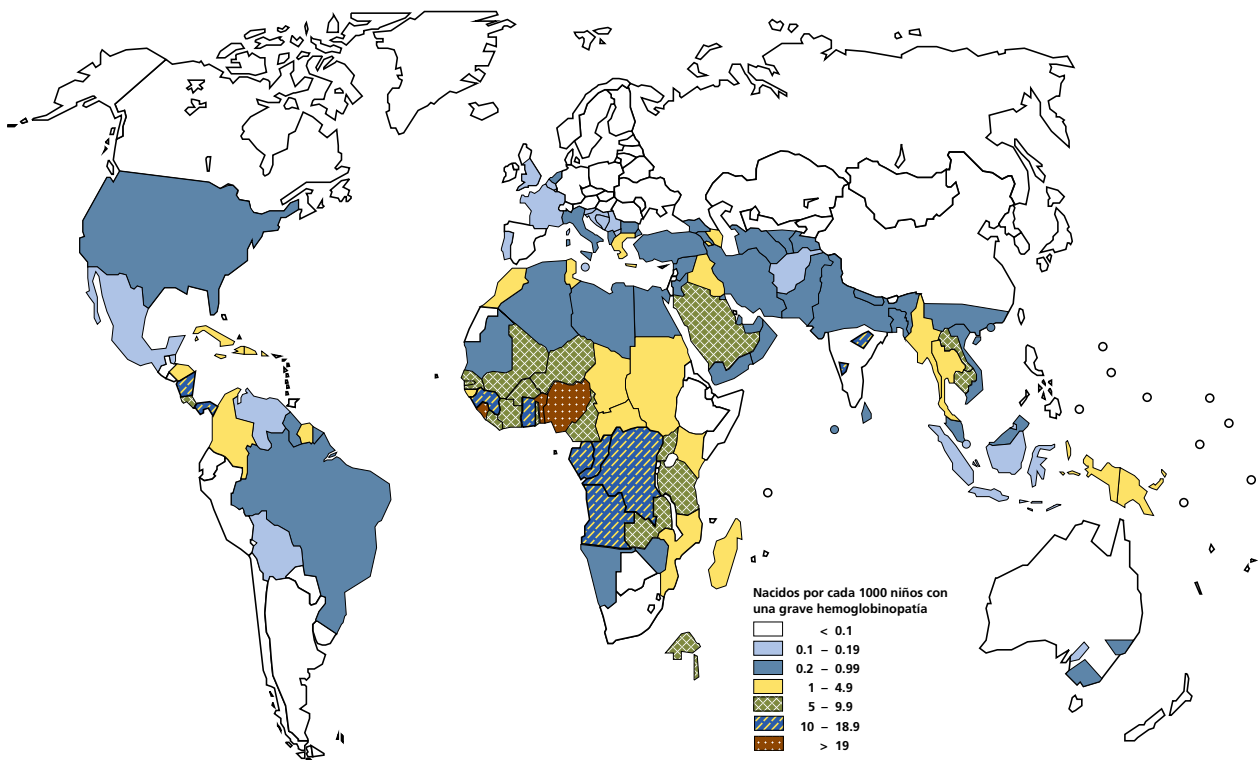 Nacidos por cada 1000 niños con
una grave hemoglobinopatía
< 0.1
0.1 – 0.19
0.2 – 0.99
1 – 4.9
5 – 9.9
10 – 18.9
> 19